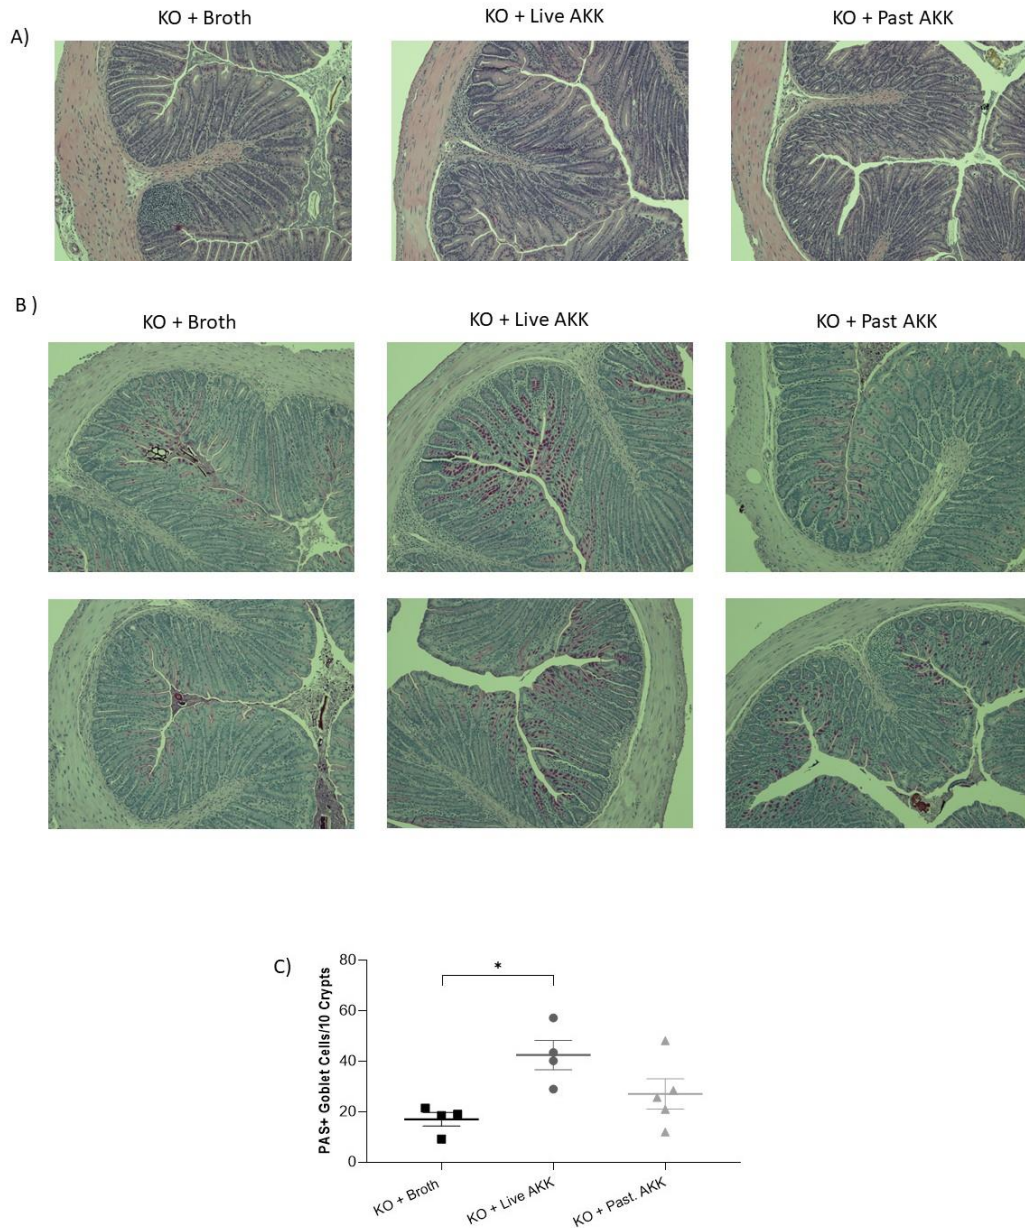 KO + Broth KO + Live AKK KO + Past AKK
A)
B )
KO + Broth KO + Live AKK KO + Past AKK
C)
PAS+ Goblet Cells/10 Crypts
80
*
60
40
20
0
KO + Broth
KO + Live AKK
KO + Past. AKK